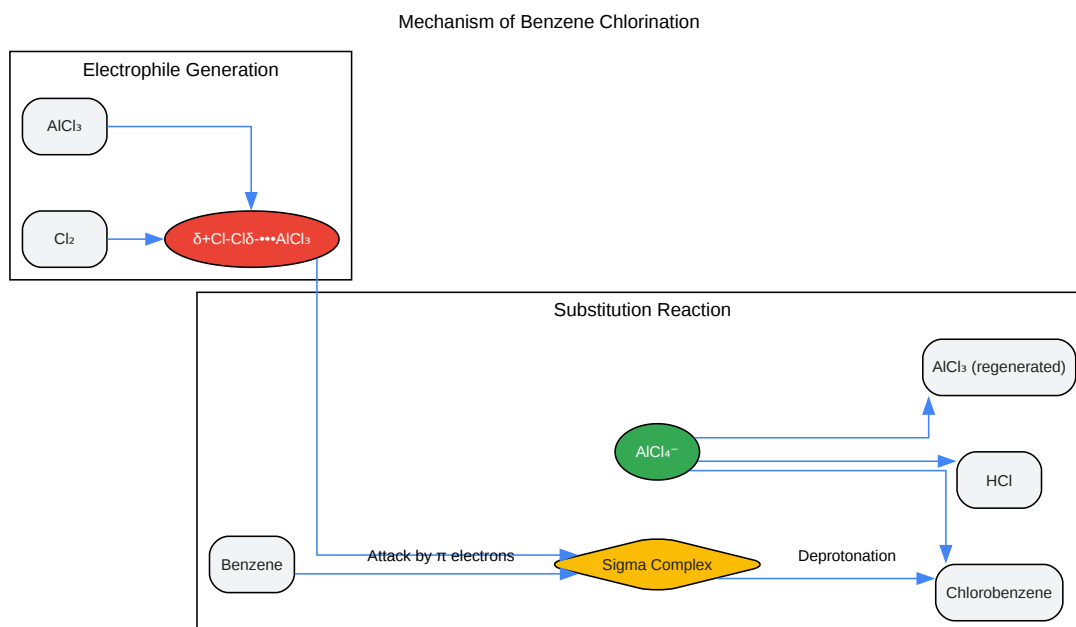 Mechanism of Benzene Chlorination
Electrophile Generation
AlCl₃
Cl₂
δ+Cl-Clδ-•••AlCl₃
Substitution Reaction
AlCl₃ (regenerated)
AlCl₄⁻
HCl
Benzene
Attack by π electrons
Sigma Complex
Deprotonation
Chlorobenzene